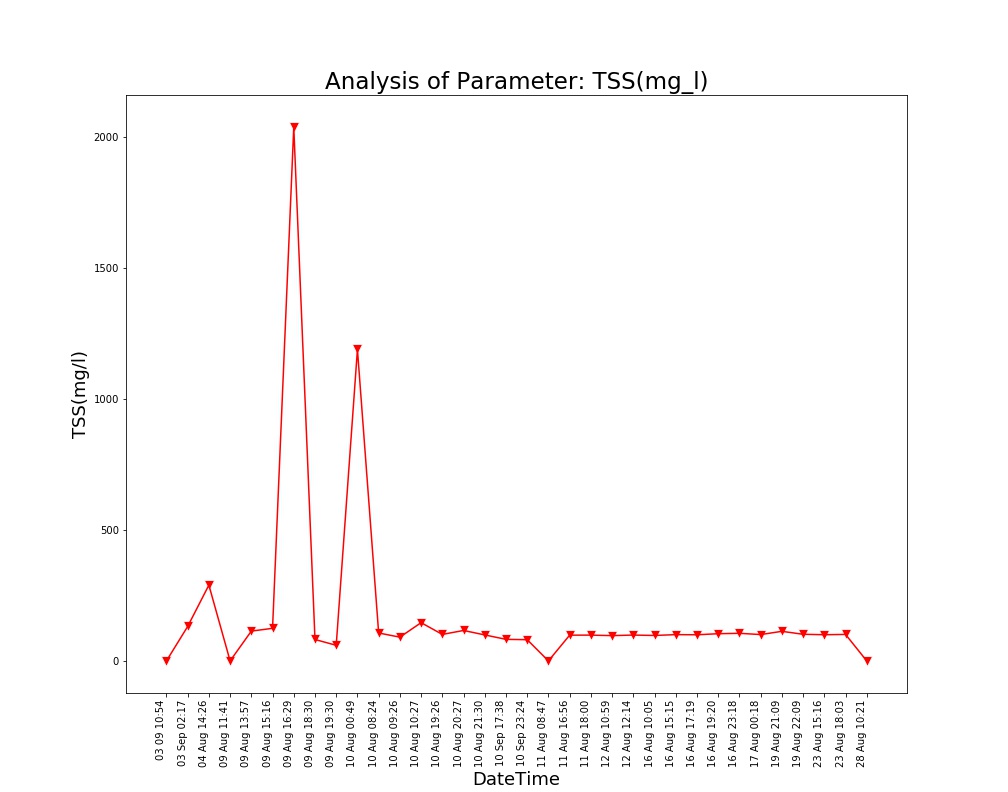 Analysis of Parameter: TSS(mg_l)
TSS(mg/l)
2000
1500
1000
500
0
03 09 10:54
03 Sep 02:17
04 Aug 14:26
09 Aug 11:41
09 Aug 13:57
09 Aug 15:16
09 Aug 16:29
09 Aug 18:30
09 Aug 19:30
10 Aug 00:49
10 Aug 08:24
10 Aug 09:26
10 Aug 10:27
10 Aug 19:26
10 Aug 20:27
10 Aug 21:30
10 Sep 17:38
10 Sep 23:24
11 Aug 08:47
11 Aug 16:56
11 Aug 18:00
12 Aug 10:59
12 Aug 12:14
16 Aug 10:05
16 Aug 15:15
16 Aug 17:19
16 Aug 19:20
16 Aug 23:18
17 Aug 00:18
19 Aug 21:09
19 Aug 22:09
23 Aug 15:16
23 Aug 18:03
28 Aug 10:21
DateTime